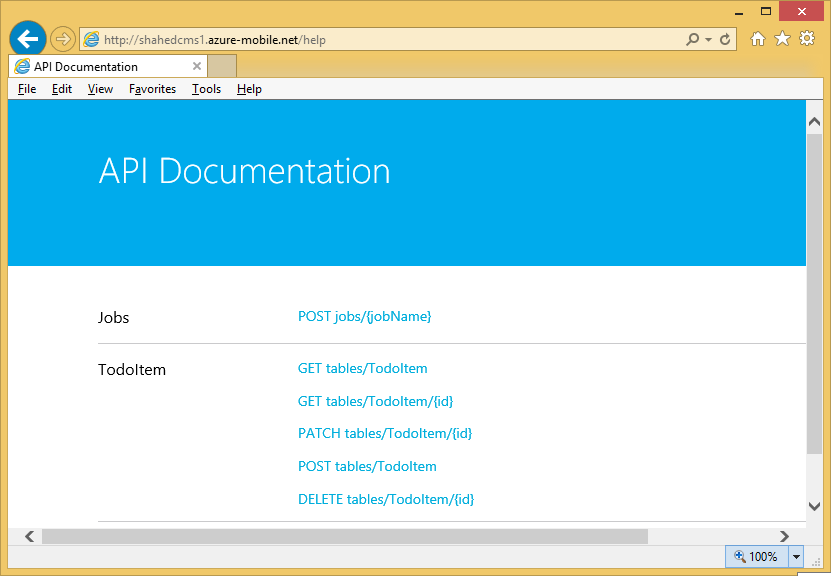 http://shahedcms1.azure-mobile.net/help
API Documentation
File Edit View Favorites Tools Help
API Documentation
Jobs POST jobs/{jobName}
TodoItem GET tables/TodoItem
GET tables/TodoItem/{id}
PATCH tables/TodoItem/{id}
POST tables/TodoItem
DELETE tables/TodoItem/{id}
100%